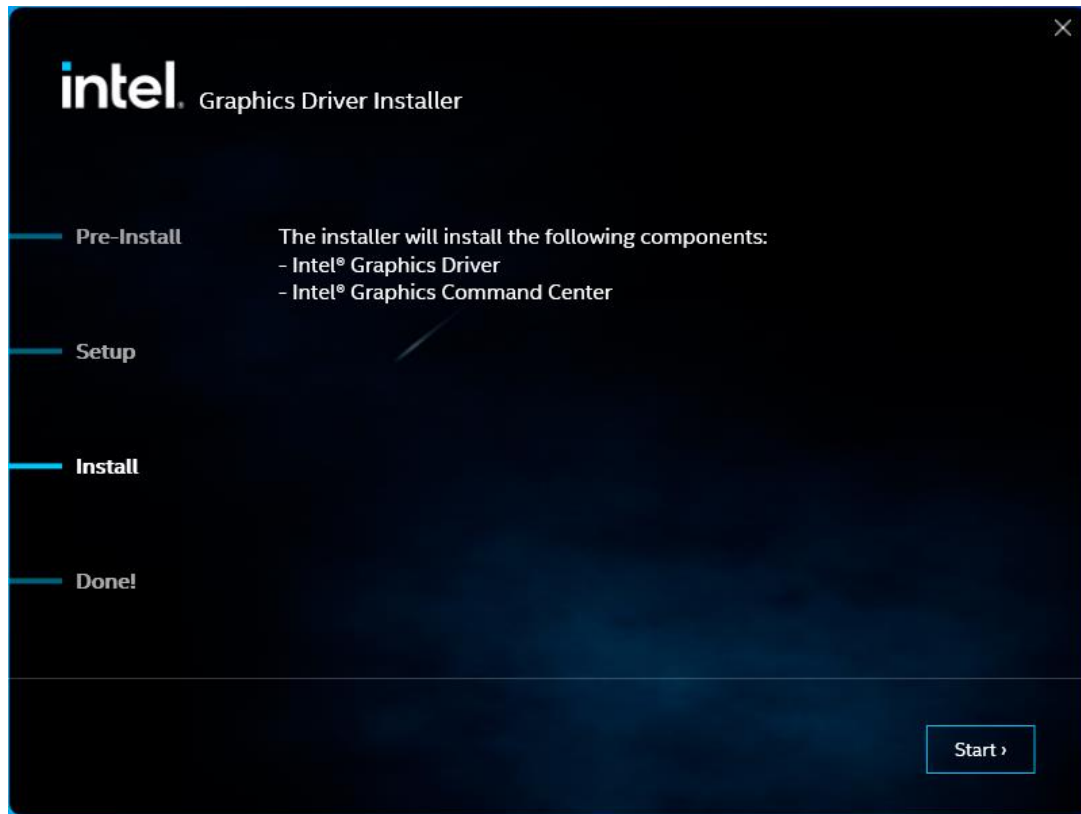 intel. Graphics Driver Installer
Pre-Install
The installer will install the following components:
- Intel® Graphics Driver
- Intel® Graphics Command Center
Setup
Install
Done!
Start ›